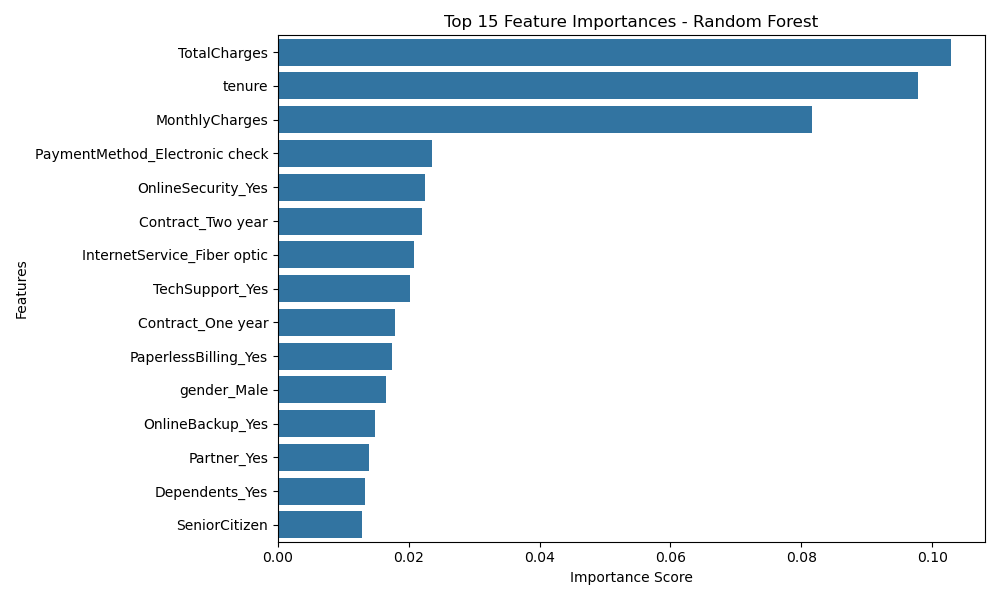 Top 15 Feature Importances - Random Forest
TotalCharges
tenure
MonthlyCharges
PaymentMethod_Electronic check
OnlineSecurity_Yes
Contract_Two year
InternetService_Fiber optic
TechSupport_Yes
Contract_One year
PaperlessBilling_Yes
gender_Male
OnlineBackup_Yes
Partner_Yes
Dependents_Yes
SeniorCitizen
Features
0.00 0.02 0.04 0.06 0.08 0.10
Importance Score